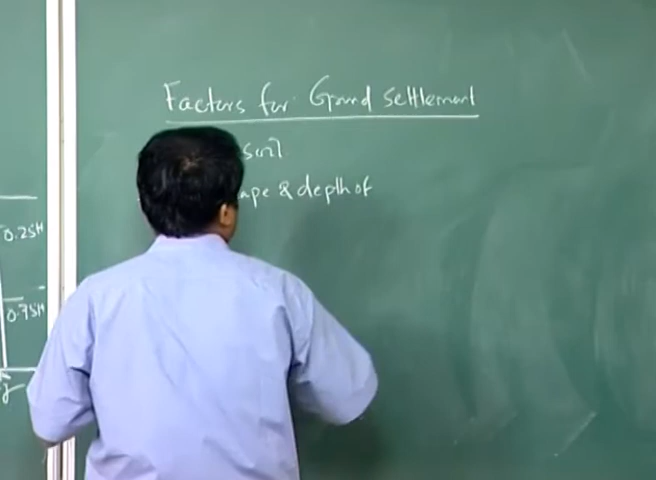 Factors for Ground Settlement
soil
ape & depth of
0.25H
0.75H